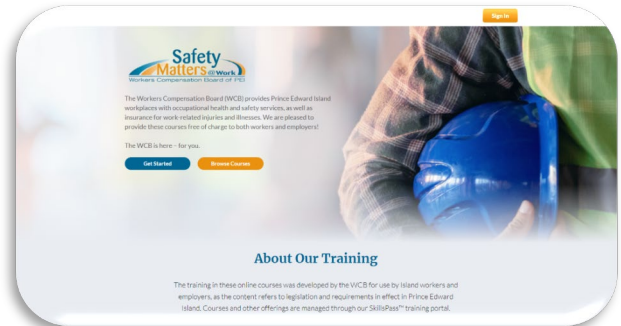 Sign In
Safety
Matters @ Work
Workers Compensation Board of PEI
The Workers Compensation Board (WCB) provides Prince Edward Island
workplaces with occupational health and safety services, as well as
insurance for work-related injuries and illnesses. We are pleased to
provide these courses free of charge to both workers and employers!
The WCB is here – for you.
Get Started Browse Courses
About Our Training
The training in these online courses was developed by the WCB for use by Island workers and
employers, as the content refers to legislation and requirements in effect in Prince Edward
Island. Courses and other offerings are managed through our SkillsPass™ training portal.